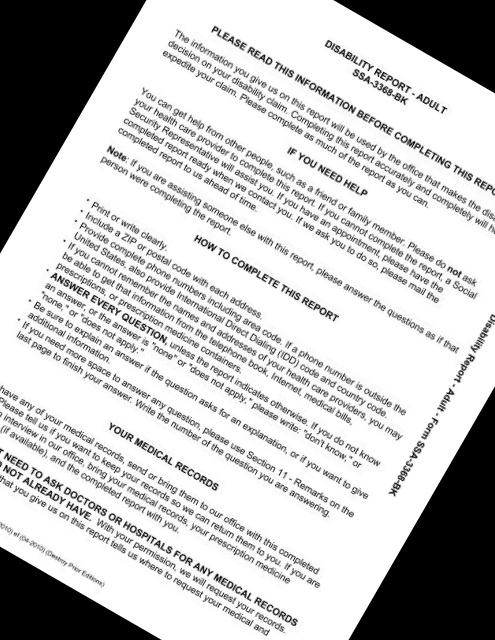 DISABILITY REPORT - ADULT
SSA-3368-BK
PLEASE READ THIS INFORMATION BEFORE COMPLETING THIS REPORT
The information you give us on this report will be used by the office that makes the
decision on your disability claim. Completing this report accurately and completely will
expedite your claim. Please complete as much of the report as you can.
IF YOU NEED HELP
You can get help from other people, such as a friend or family member. Please do not ask
your health care provider to complete this report. If you cannot complete the report, a Social
Security Representative will assist you. If you have an appointment, please have the
completed report ready when we contact you. If we ask you to do so, please mail the
completed report to us ahead of time.
Note: If you are assisting someone else with this report, please answer the questions as if that
person were completing the report.
HOW TO COMPLETE THIS REPORT
• Print or write clearly.
• Include a ZIP or postal code with each address.
• Provide complete phone numbers including area code. If a phone number is outside the
United States, also provide International Direct Dialing (IDD) code and country code.
• If you cannot remember the names and addresses of your health care providers, you may
be able to get that information from the telephone book, Internet, medical bills,
prescriptions, or prescription medicine containers.
• ANSWER EVERY QUESTION, unless the report indicates otherwise. If you do not know
an answer, or the answer is "none" or "does not apply," please write: "don't know," or
"none," or "does not apply."
• Be sure to explain an answer if the question asks for an explanation, or if you want to give
additional information.
• If you need more space to answer any question, please use Section 11 - Remarks on the
last page to finish your answer. Write the number of the question you are answering.
YOUR MEDICAL RECORDS
have any of your medical records, send or bring them to our office with this completed
Please tell us if you want to keep your records so we can return them to you. If you are
interview in our office, bring your medical records, your prescription medicine
(if available), and the completed report with you.
NEED TO ASK DOCTORS OR HOSPITALS FOR ANY MEDICAL RECORDS
NOT ALREADY HAVE. With your permission, we will request your records.
that you give us on this report tells us where to request your medical and
(04-2010) (Destroy Prior Editions)
Disability Report - Adult - Form SSA-3368-BK